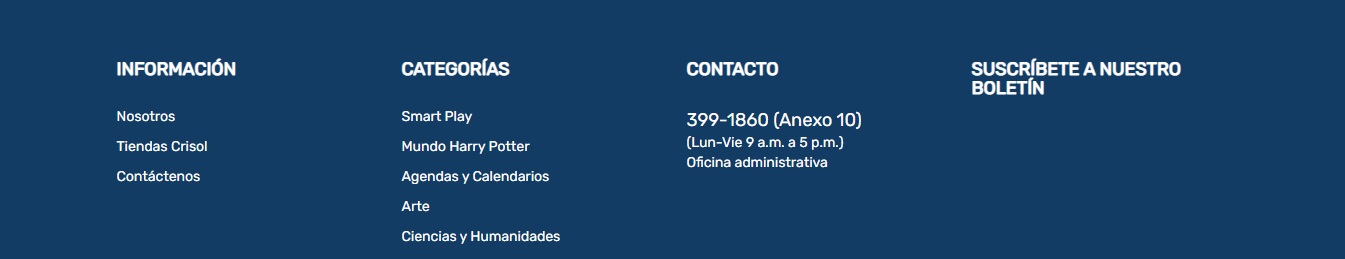 INFORMACIÓN
Nosotros
Tiendas Crisol
Contáctenos
CATEGORÍAS
Smart Play
Mundo Harry Potter
Agendas y Calendarios
Arte
Ciencias y Humanidades
CONTACTO
399-1860 (Anexo 10)
(Lun-Vie 9 a.m. a 5 p.m.)
Oficina administrativa
SUSCRÍBETE A NUESTRO
BOLETÍN